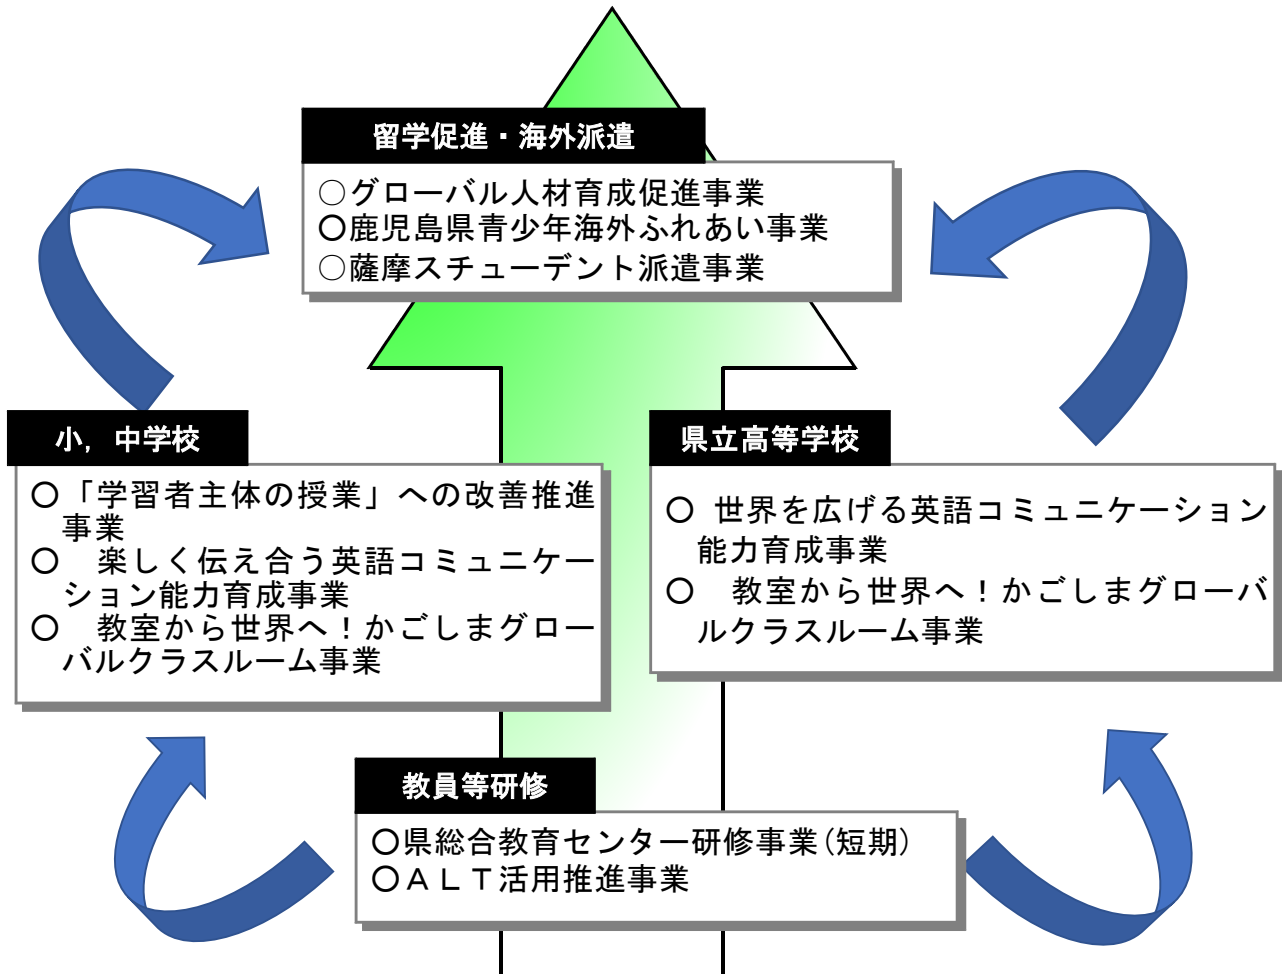 留学促進・海外派遣
○グローバル人材育成促進事業
○鹿児島県青少年海外ふれあい事業
○薩摩スチューデント派遣事業
小，中学校
○「学習者主体の授業」への改善推進
事業
○　楽しく伝え合う英語コミュニケー
ション能力育成事業
○　教室から世界へ！かごしまグロー
バルクラスルーム事業
県立高等学校
○ 世界を広げる英語コミュニケーション
能力育成事業
○　教室から世界へ！かごしまグローバ
ルクラスルーム事業
教員等研修
○県総合教育センター研修事業(短期)
○ＡＬＴ活用推進事業